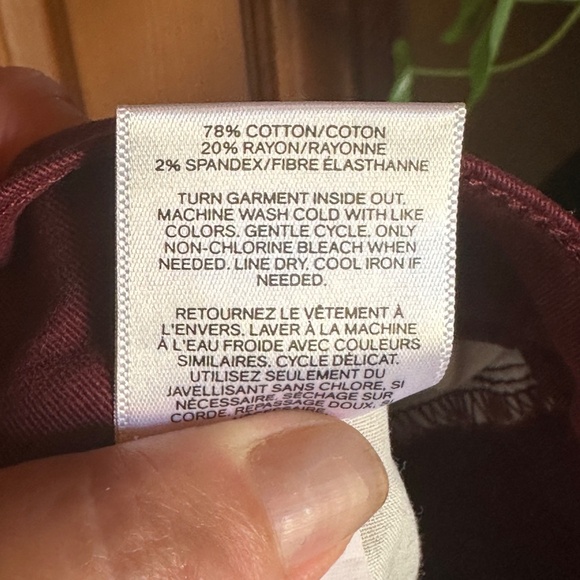 78% COTTON/COTON
20% RAYON/RAYONNE
2% SPANDEX/FIBRE ÉLASTHANNE
TURN GARMENT INSIDE OUT.
MACHINE WASH COLD WITH LIKE
COLORS. GENTLE CYCLE. ONLY
NON-CHLORINE BLEACH WHEN
NEEDED. LINE DRY. COOL IRON IF
NEEDED.
RETOURNEZ LE VÊTEMENT À
L'ENVERS. LAVER À LA MACHINE
À L'EAU FROIDE AVEC COULEURS
SIMILAIRES. CYCLE DÉLICAT.
UTILISEZ SEULEMENT DU
JAVELLISANT SANS CHLORE, SI
NÉCESSAIRE. SÉCHAGE SUR
CORDE. REPASSAGE DOUX,